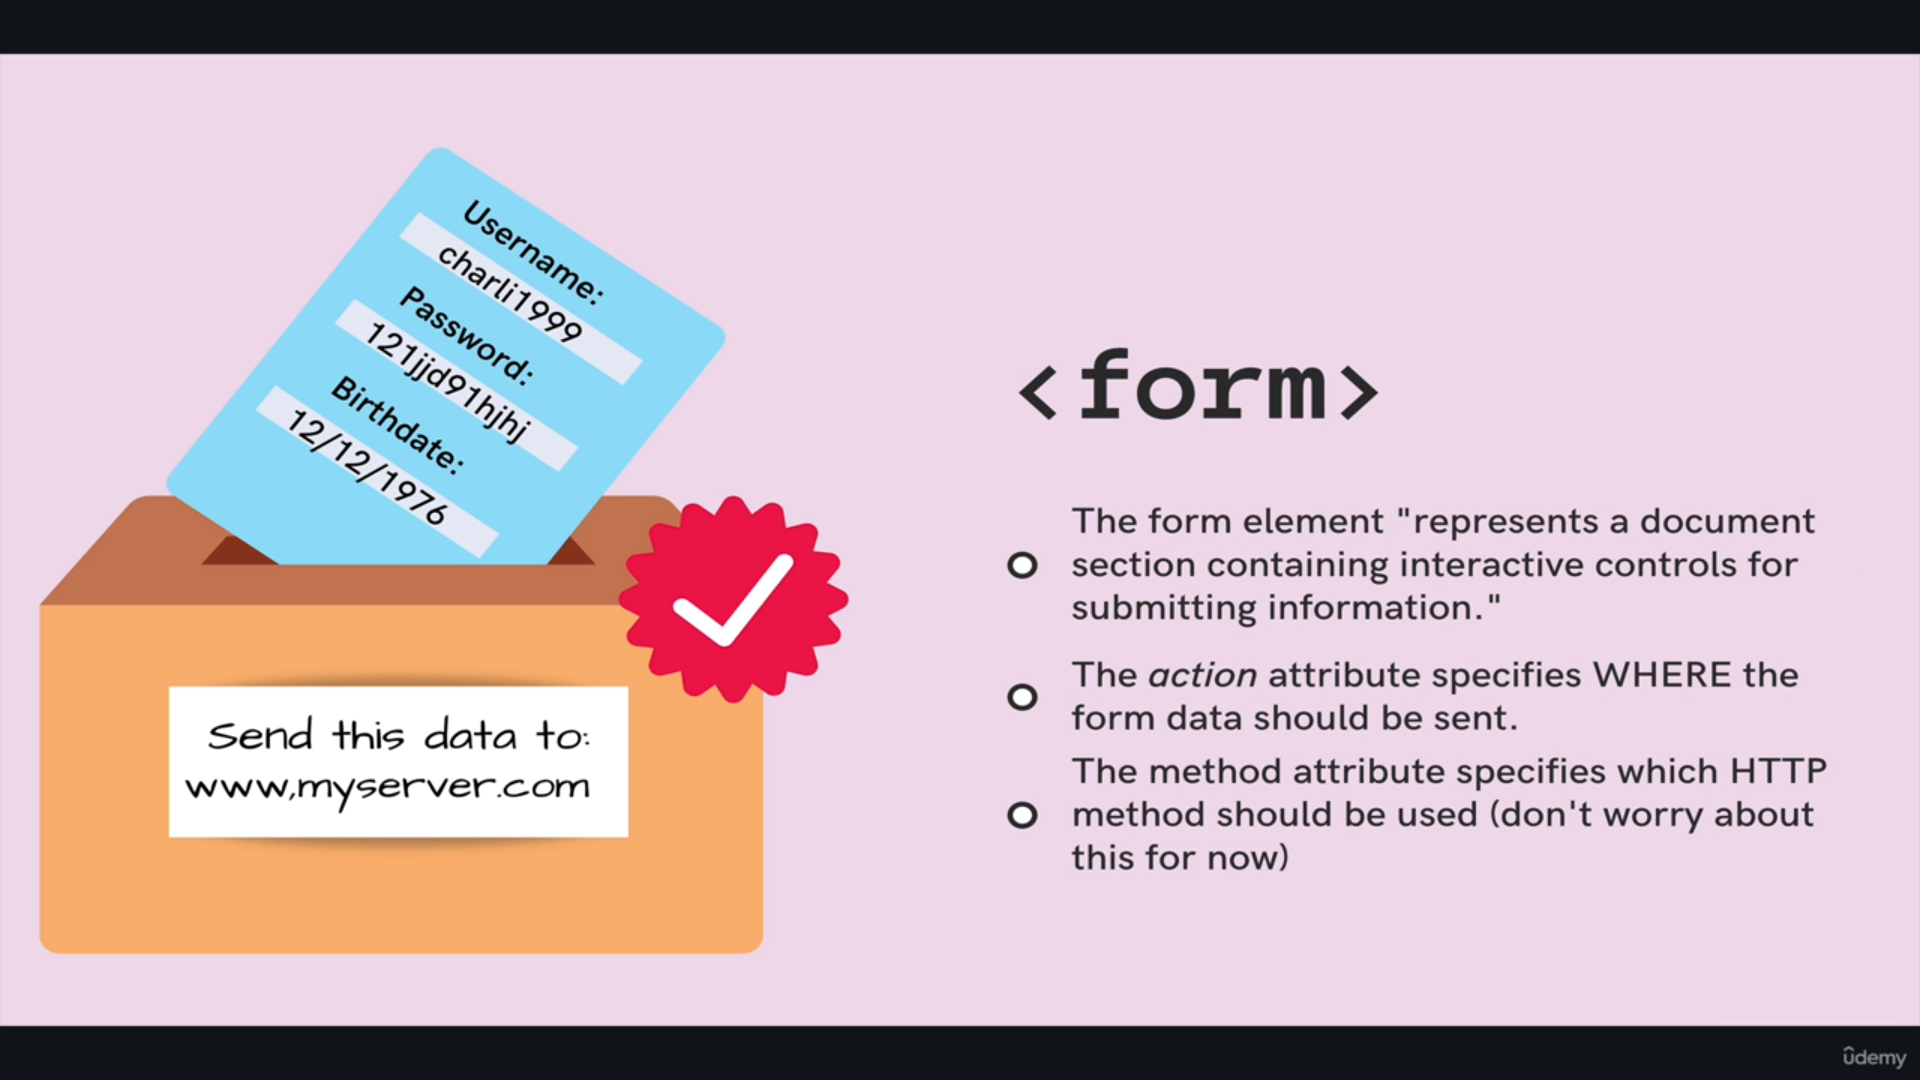 Username:
charli1999
Password:
121jjd91hjhj
Birthdate:
12/12/1976
Send this data to:
www,myserver.com
<form>
The form element "represents a document
section containing interactive controls for
submitting information."
The action attribute specifies WHERE the
form data should be sent.
The method attribute specifies which HTTP
method should be used (don't worry about
this for now)
ûdemy